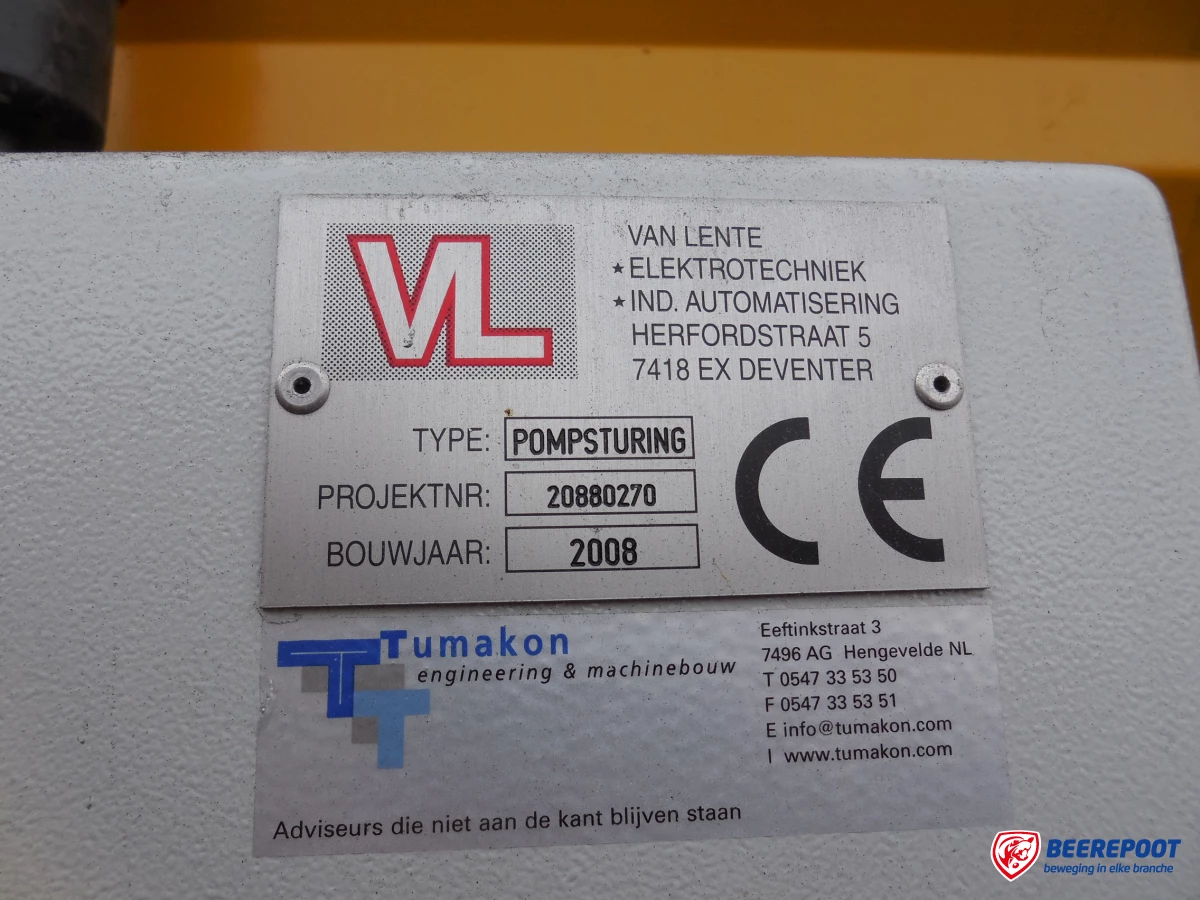 VL
VAN LENTE
★ELEKTROTECHNIEK
★IND. AUTOMATISERING
HERFORDSTRAAT 5
7418 EX DEVENTER
TYPE: POMPSTURING
PROJEKTNR: 20880270
BOUWJAAR: 2008
CE
TT
Tumakon
engineering & machinebouw
Eeftinkstraat 3
7496 AG Hengevelde NL
T 0547 33 53 50
F 0547 33 53 51
E info@tumakon.com
I www.tumakon.com
Adviseurs die niet aan de kant blijven staan
BEEREPOOT
beweging in elke branche